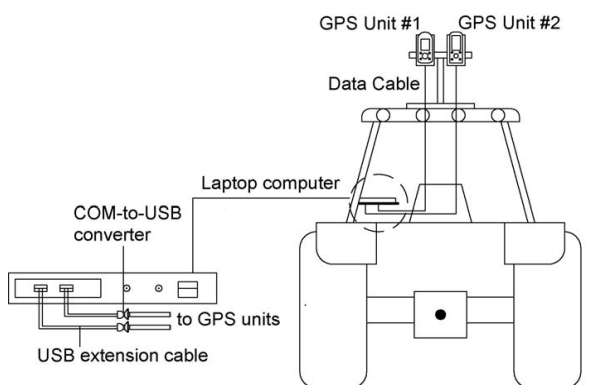 GPS Unit #1
GPS Unit #2
Data Cable
Laptop computer
COM-to-USB
converter
to GPS units
USB extension cable